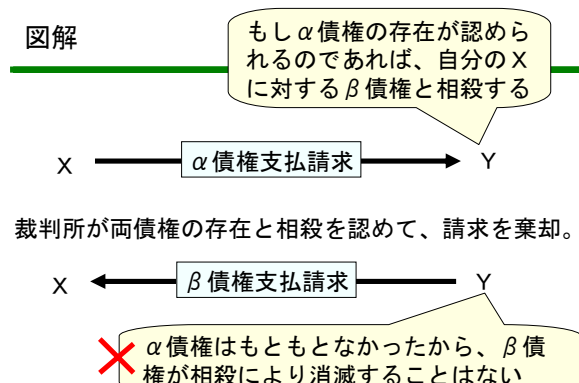 図解
もしα債権の存在が認めら
れるのであれば、自分のX
に対するβ債権と相殺する
X α債権支払請求 Y
裁判所が両債権の存在と相殺を認めて、請求を棄却。
X β債権支払請求 Y
α債権はもともとなかったから、β債
権が相殺により消滅することはない